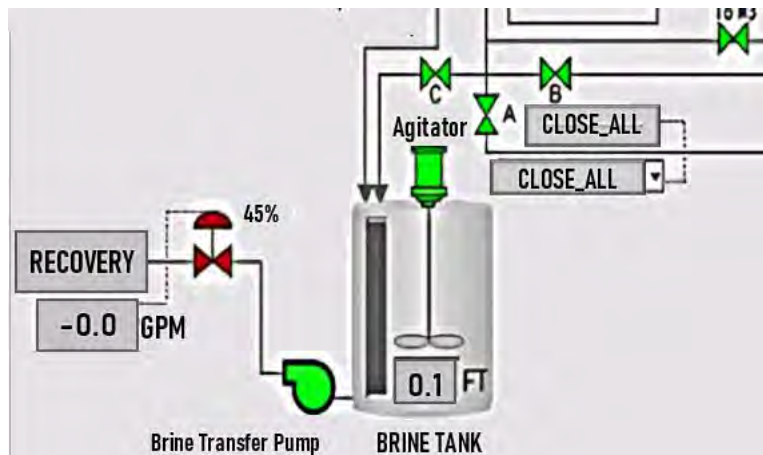 C
B
A
Agitator
CLOSE_ALL
CLOSE_ALL
45%
RECOVERY
-0.0 GPM
0.1 FT
Brine Transfer Pump
BRINE TANK